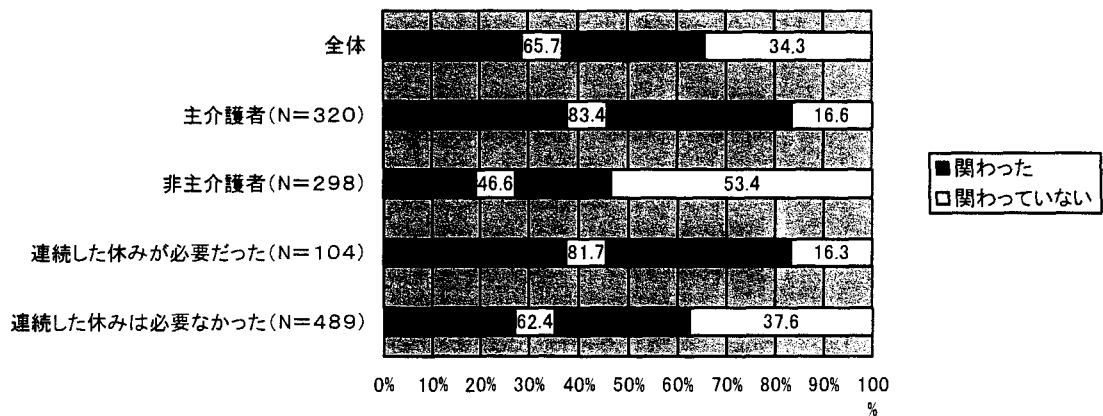 全体 65.7 34.3
主介護者(N=320) 83.4 16.6
非主介護者(N=298) 46.6 53.4
連続した休みが必要だった(N=104) 81.7 16.3
連続した休みは必要なかった(N=489) 62.4 37.6
0% 10% 20% 30% 40% 50% 60% 70% 80% 90% 100
%
■関わった
□関わっていない